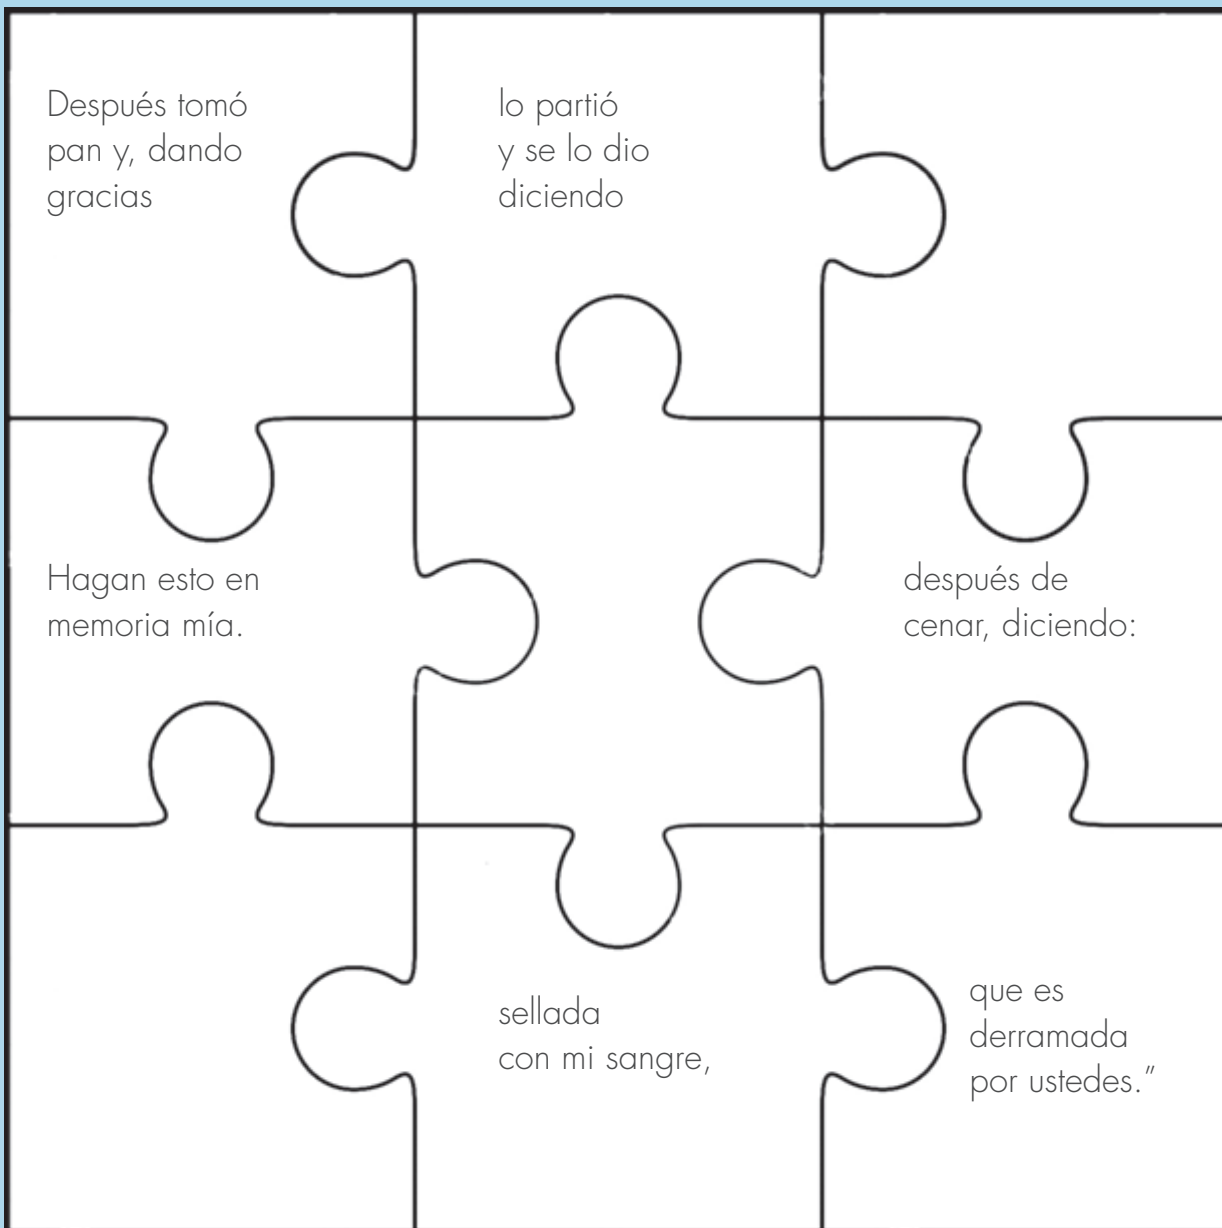 Después tomó
pan y, dando
gracias
lo partió
y se lo dio
diciendo
Hagan esto en
memoria mía.
después de
cenar, diciendo:
sellada
con mi sangre,
que es
derramada
por ustedes.”